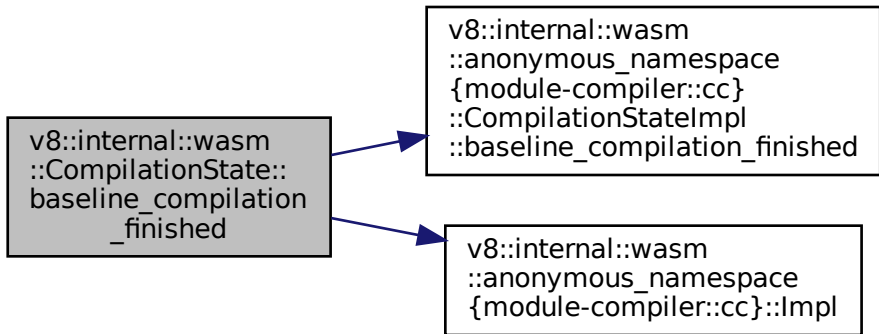 v8::internal::wasm
::CompilationState::
baseline_compilation
_finished
v8::internal::wasm
::anonymous_namespace
{module-compiler::cc}
::CompilationStateImpl
::baseline_compilation_finished
v8::internal::wasm
::anonymous_namespace
{module-compiler::cc}::Impl